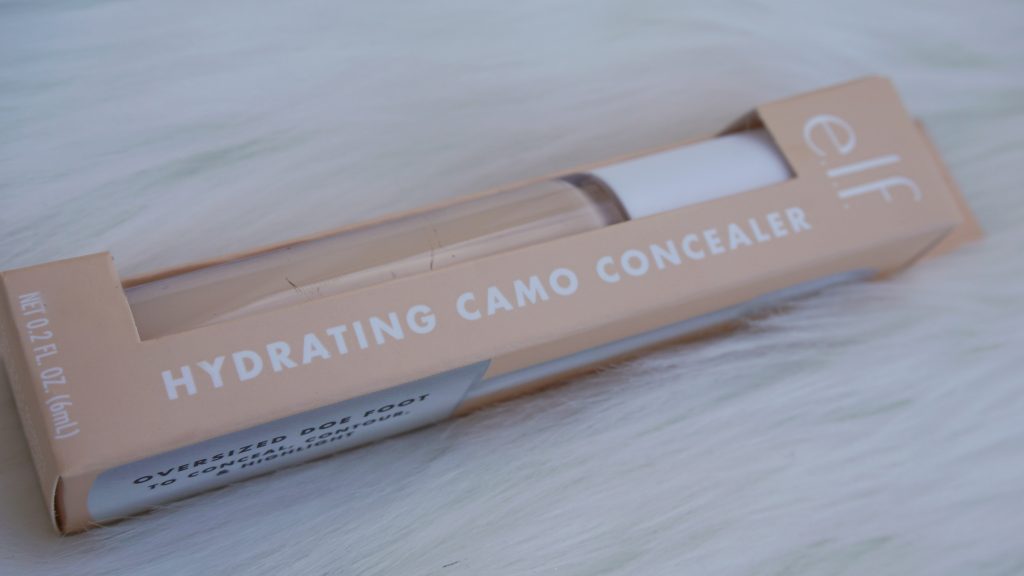 e.l.f.
HYDRATING CAMO CONCEALER
NET 0.2 FL. OZ. (6mL)
OVERSIZED DOE FOOT
TO CONCEAL, CONTOUR,
& HIGHLIGHT